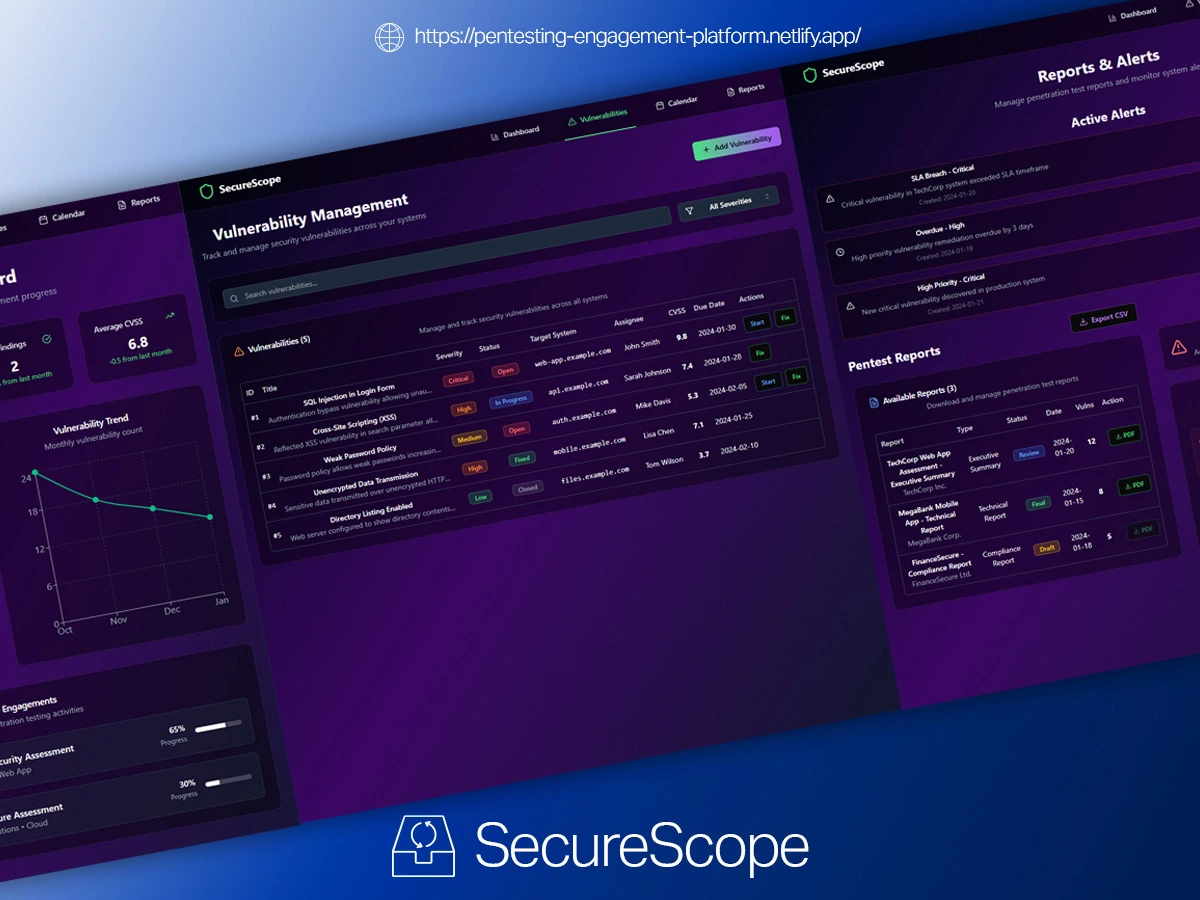 https://pentesting-engagement-platform.netlify.app/
Calendar
Reports
6.8
Average CVSS
-0.5 from last month
2
from last month
Vulnerability Trend
Monthly vulnerability count
24
18
12
6
0
Oct
Nov
Dec
Jan
Engagements
65%
Progress
Web App
Assessment
30%
Progress
Assessment
• Cloud
SecureScope
Dashboard
Vulnerabilities
Calendar
Reports
Vulnerability Management
Track and manage security vulnerabilities across your systems
+ Add Vulnerability
Search vulnerabilities...
All Severities
Vulnerabilities (5)
Manage and track security vulnerabilities across all systems
ID Title Severity Status Target System Assignee CVSS Due Date Actions
#1 SQL Injection in Login Form Critical Open web-app.example.com John Smith 9.8 2024-01-30 Start Fix
Authentication bypass vulnerability allowing unau...
#2 Cross-Site Scripting (XSS) High In Progress api.example.com Sarah Johnson 7.4 2024-01-28 Fix
Reflected XSS vulnerability in search parameter all...
#3 Weak Password Policy Medium Open auth.example.com Mike Davis 5.3 2024-02-05 Start Fix
Password policy allows weak passwords increasin...
#4 Unencrypted Data Transmission High Fixed mobile.example.com Lisa Chen 7.1 2024-01-25
Sensitive data transmitted over unencrypted HTTP...
#5 Directory Listing Enabled Low Closed files.example.com Tom Wilson 3.7 2024-02-10
Web server configured to show directory contents...
SecureScope
Dashboard
Reports & Alerts
Manage penetration test reports and monitor system
Active Alerts
SLA Breach - Critical
Critical vulnerability in TechCorp system exceeded SLA timeframe
Created: 2024-01-20
Overdue - High
High priority vulnerability remediation overdue by 3 days
Created: 2024-01-19
High Priority - Critical
New critical vulnerability discovered in production system
Created: 2024-01-21
Export CSV
Pentest Reports
Available Reports (3)
Download and manage penetration test reports
Report Type Status Date Vulns Action
TechCorp Web App
Assessment -
Executive Summary
TechCorp Inc.
Executive
Summary
Review
2024-
01-20
12
PDF
MegaBank Mobile
App - Technical
Report
MegaBank Corp.
Technical
Report
Final
2024-
01-15
8
PDF
FinanceSecure -
Compliance Report
FinanceSecure Ltd.
Compliance
Report
Draft
2024-
01-18
5
PDF
SecureScope